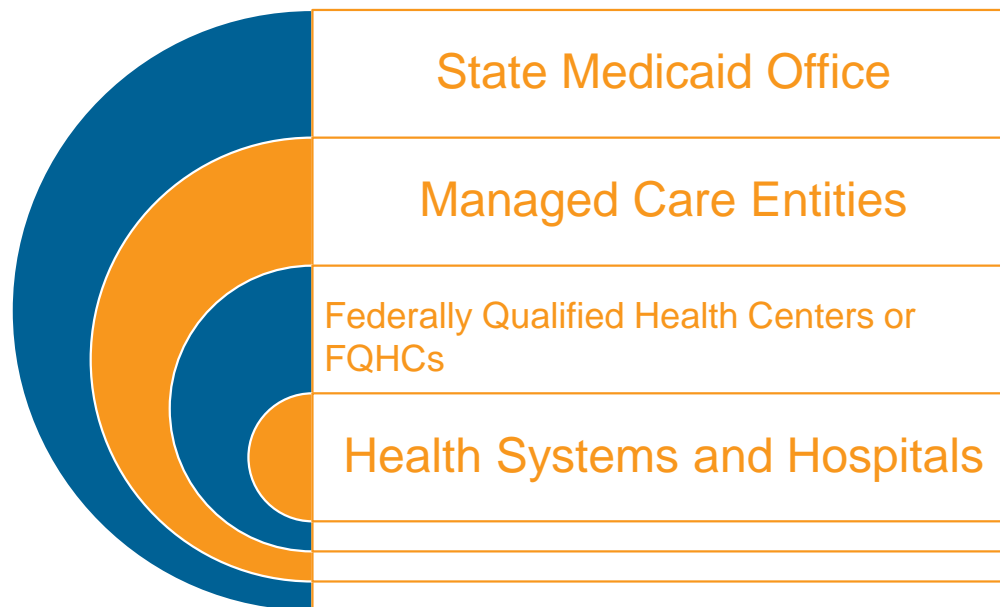 State Medicaid Office
Managed Care Entities
Federally Qualified Health Centers or
FQHCs
Health Systems and Hospitals